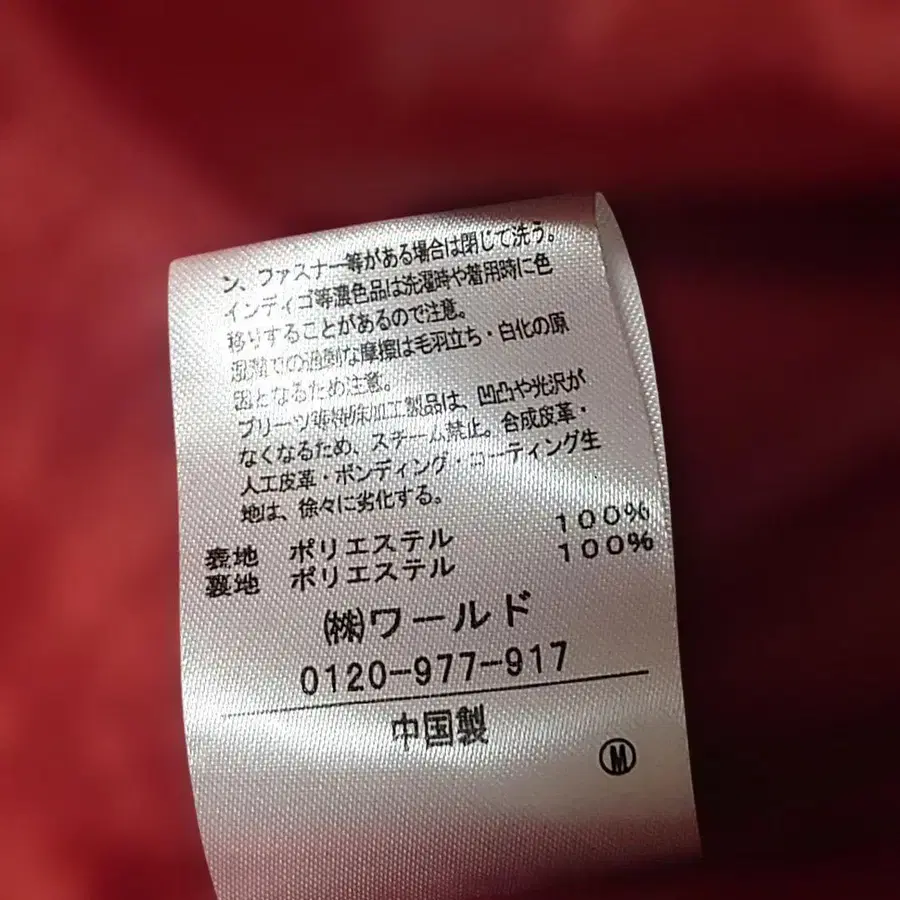 ン、ファスナー等がある場合は閉じて洗う。
インディゴ等濃色品は洗濯時や着用時に色
移りすることがあるので注意。
湿潤での過剰な摩擦は毛羽立ち・白化の原
因となるため注意。
プリーツ等特殊加工製品は、凹凸や光沢が
なくなるため、スチーム禁止。合成皮革・
人工皮革・ボンディング・コーティング生
地は、徐々に劣化する。
表地 ポリエステル 100%
裏地 ポリエステル 100%
㈱ワールド
0120-977-917
中国製
Ⓜ